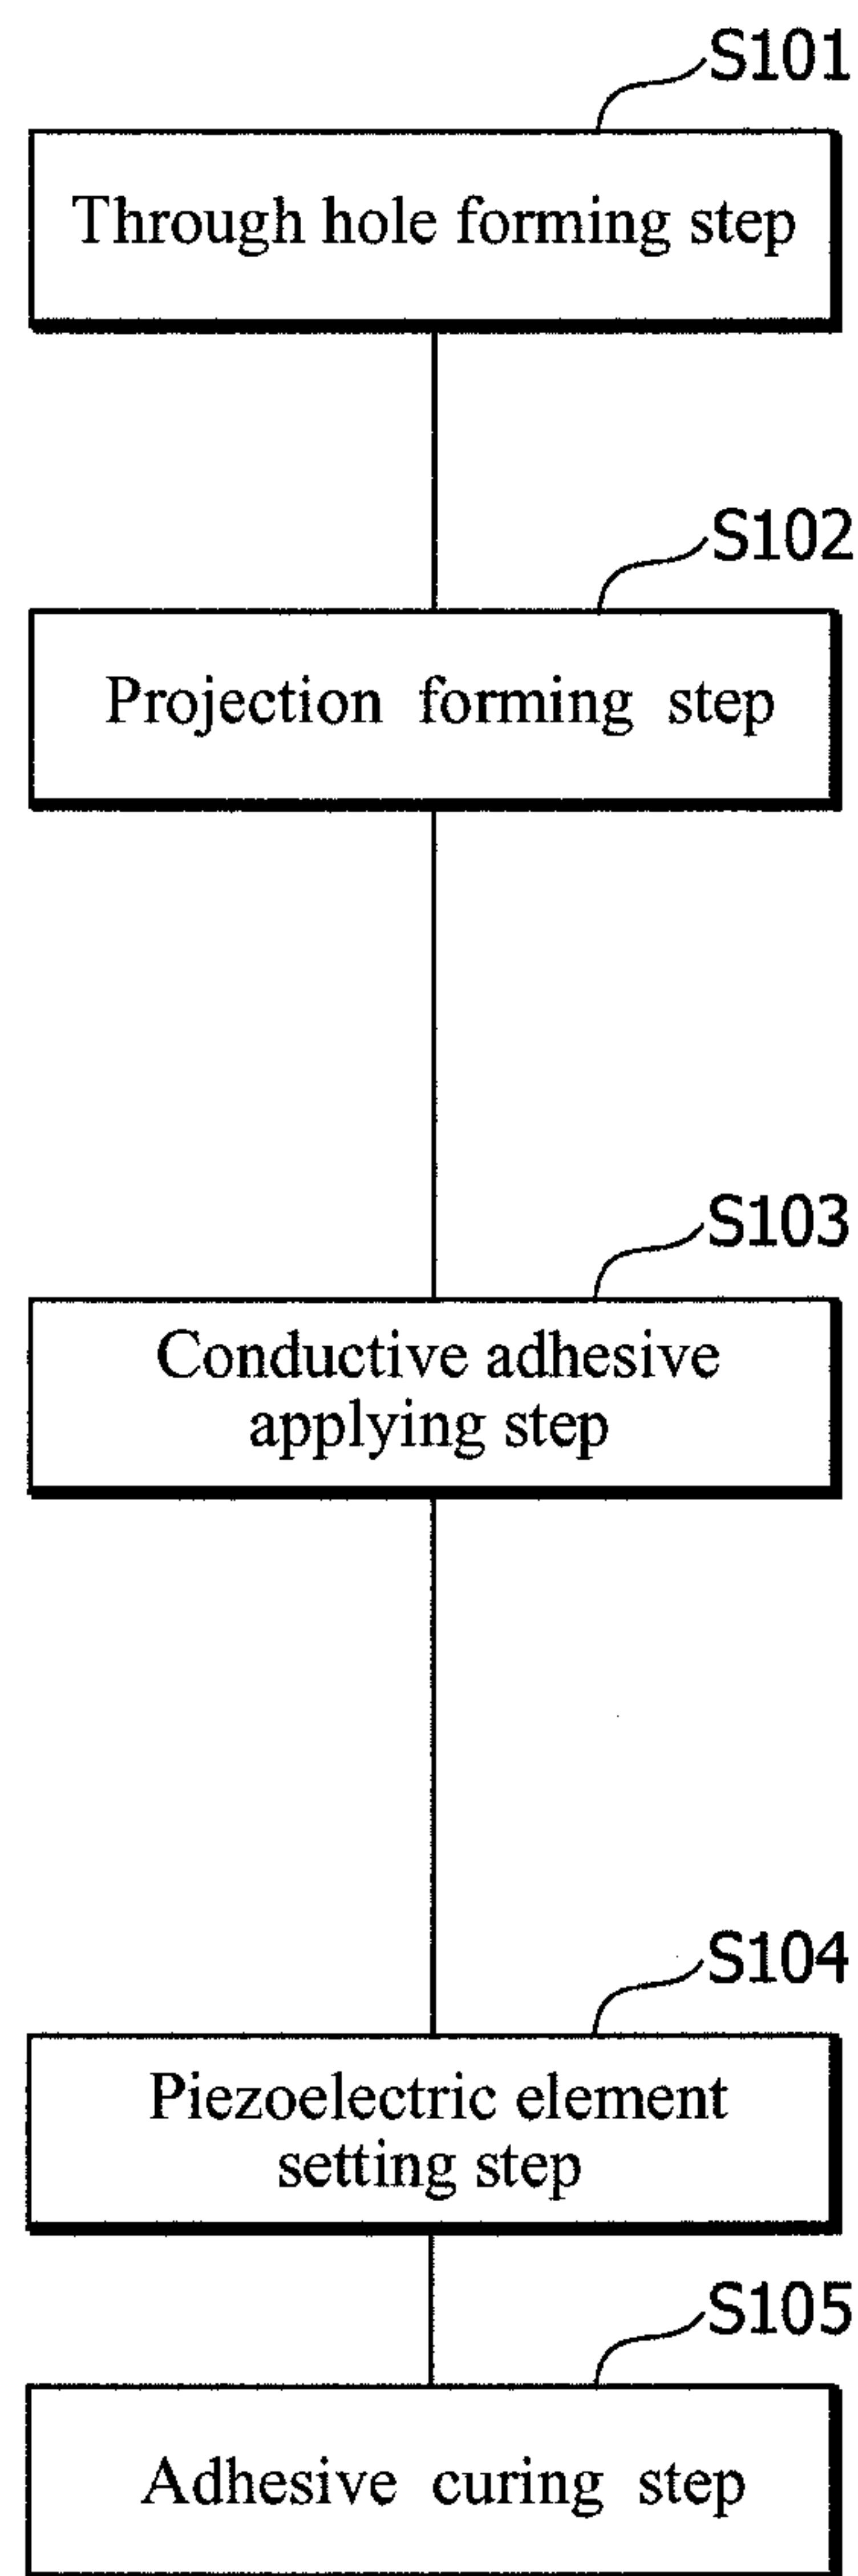 S101
Through hole forming step
S102
Projection forming step
S103
Conductive adhesive
applying step
S104
Piezoelectric element
setting step
S105
Adhesive curing step